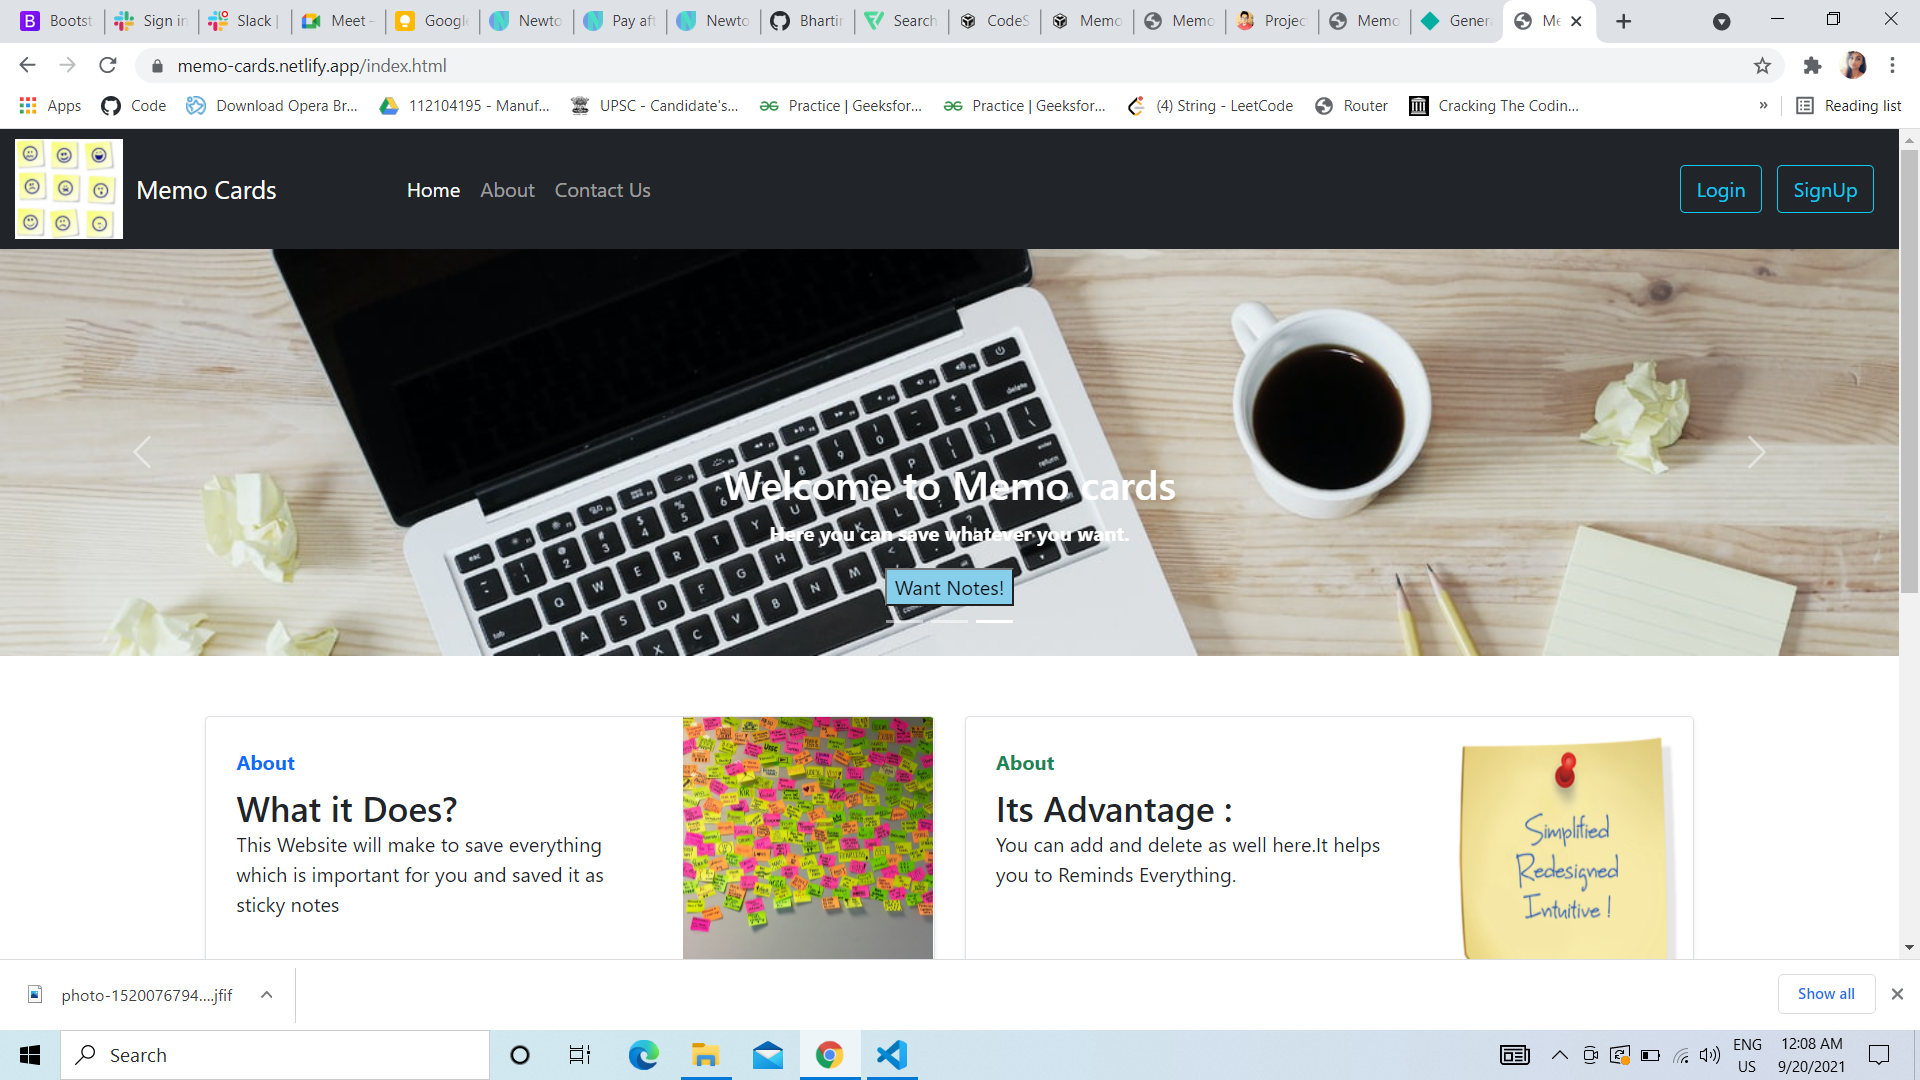 Bootst
Sign in
Slack |
Meet -
Google
Newto
Pay aft
Newto
Bhartin
Search
CodeS
Memo
Memo
Projec
Memo
Genera
Me
memo-cards.netlify.app/index.html
Apps
Code
Download Opera Br...
112104195 - Manuf...
UPSC - Candidate's...
Practice | Geeksfor...
Practice | Geeksfor...
(4) String - LeetCode
Router
Cracking The Codin...
»
Reading list
Memo Cards
Home
About
Contact Us
Login
SignUp
Welcome to Memo cards
Here you can save whatever you want.
Want Notes!
About
What it Does?
This Website will make to save everything
which is important for you and saved it as
sticky notes
About
Its Advantage :
You can add and delete as well here.It helps
you to Reminds Everything.
Simplified
Redesigned
Intuitive !
photo-1520076794....jfif
Show all
Search
ENG
US
12:08 AM
9/20/2021